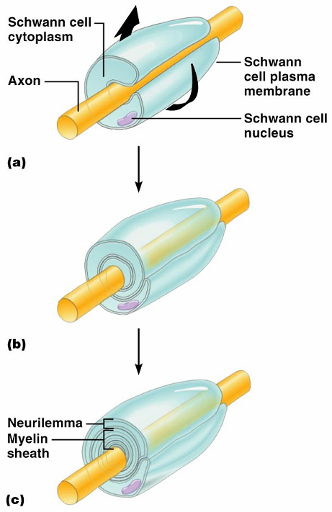 Schwann cell
cytoplasm
Axon
Schwann
cell plasma
membrane
Schwann cell
nucleus
(a)
(b)
Neurilemma
Myelin
sheath
(c)